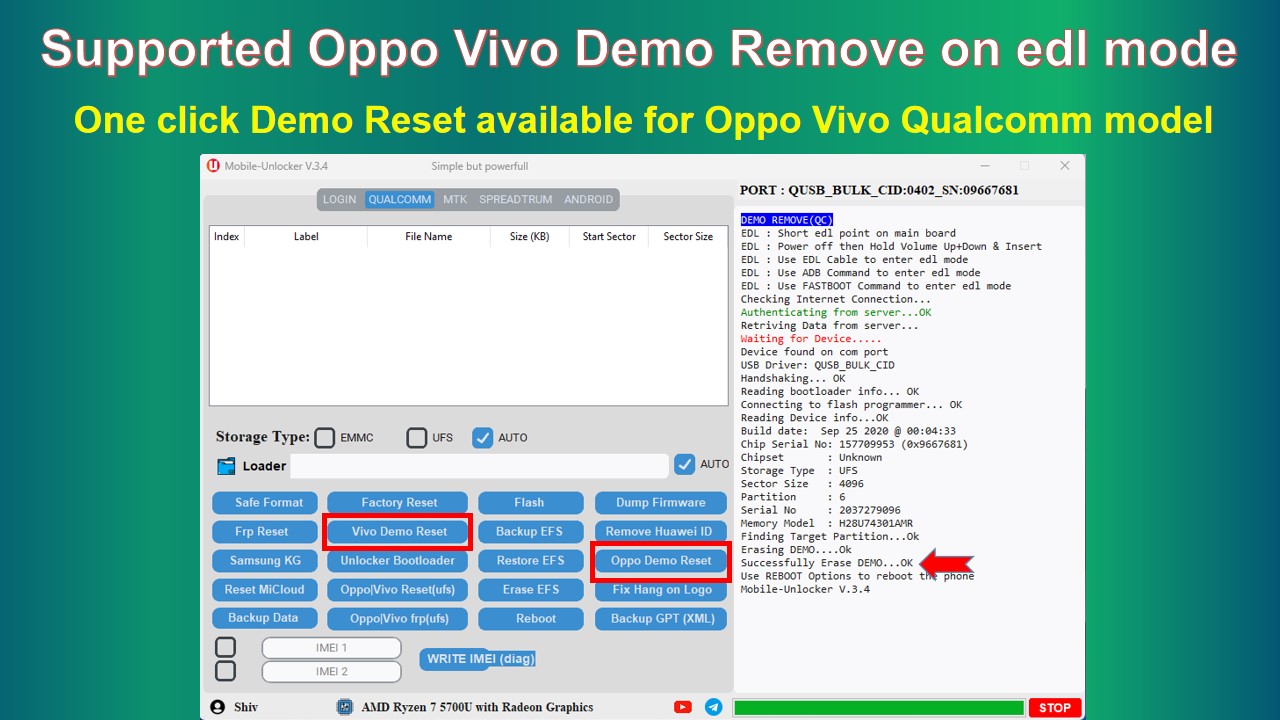 Supported Oppo Vivo Demo Remove on edl mode
One click Demo Reset available for Oppo Vivo Qualcomm model
Mobile-Unlocker V.3.4 Simple but powerfull
LOGIN QUALCOMM MTK SPREADTRUM ANDROID
Index Label File Name Size (KB) Start Sector Sector Size
Storage Type: EMMC UFS AUTO
Loader AUTO
Safe Format Factory Reset Flash Dump Firmware
Frp Reset Vivo Demo Reset Backup EFS Remove Huawei ID
Samsung KG Unlocker Bootloader Restore EFS Oppo Demo Reset
Reset MiCloud Oppo|Vivo Reset(ufs) Erase EFS Fix Hang on Logo
Backup Data Oppo|Vivo frp(ufs) Reboot Backup GPT (XML)
IMEI 1
IMEI 2
WRITE IMEI (diag)
PORT : QUSB_BULK_CID:0402_SN:09667681
DEMO REMOVE(QC)
EDL : Short edl point on main board
EDL : Power off then Hold Volume Up+Down & Insert
EDL : Use EDL Cable to enter edl mode
EDL : Use ADB Command to enter edl mode
EDL : Use FASTBOOT Command to enter edl mode
Checking Internet Connection...
Authenticating from server...OK
Retriving Data from server...
Waiting for Device.....
Device found on com port
USB Driver: QUSB_BULK_CID
Handshaking... OK
Reading bootloader info... OK
Connecting to flash programmer... OK
Reading Device info...OK
Build date: Sep 25 2020 @ 00:04:33
Chip Serial No: 157709953 (0x9667681)
Chipset : Unknown
Storage Type : UFS
Sector Size : 4096
Partition : 6
Serial No : 2037279096
Memory Model : H28U74301AMR
Finding Target Partition...Ok
Erasing DEMO....Ok
Successfully Erase DEMO...OK
Use REBOOT Options to reboot the phone
Mobile-Unlocker V.3.4
Shiv AMD Ryzen 7 5700U with Radeon Graphics STOP